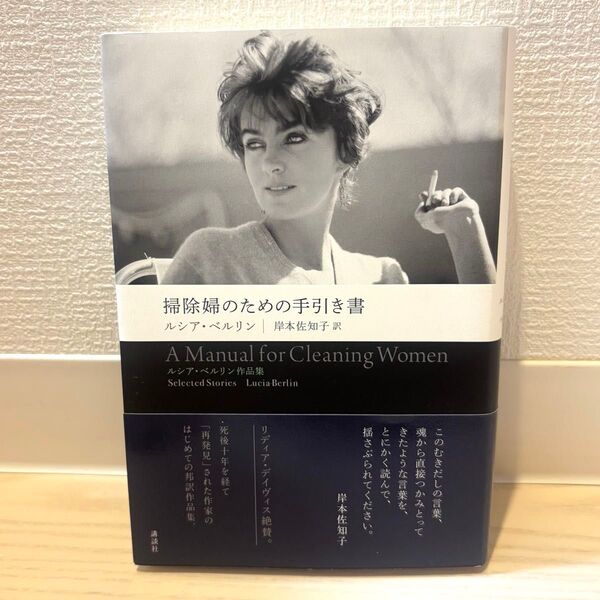 掃除婦のための手引き書
ルシア・ベルリン｜岸本佐知子 訳
A Manual for Cleaning Women
ルシア・ベルリン作品集
Selected Stories Lucia Berlin
このむきだしの言葉、
魂から直接つかみとって
きたような言葉を、
とにかく読んで、
揺さぶられてください。
岸本佐知子
リディア・デイヴィス絶賛。
・死後十年を経て
「再発見」された作家の
はじめての邦訳作品集。
講談社